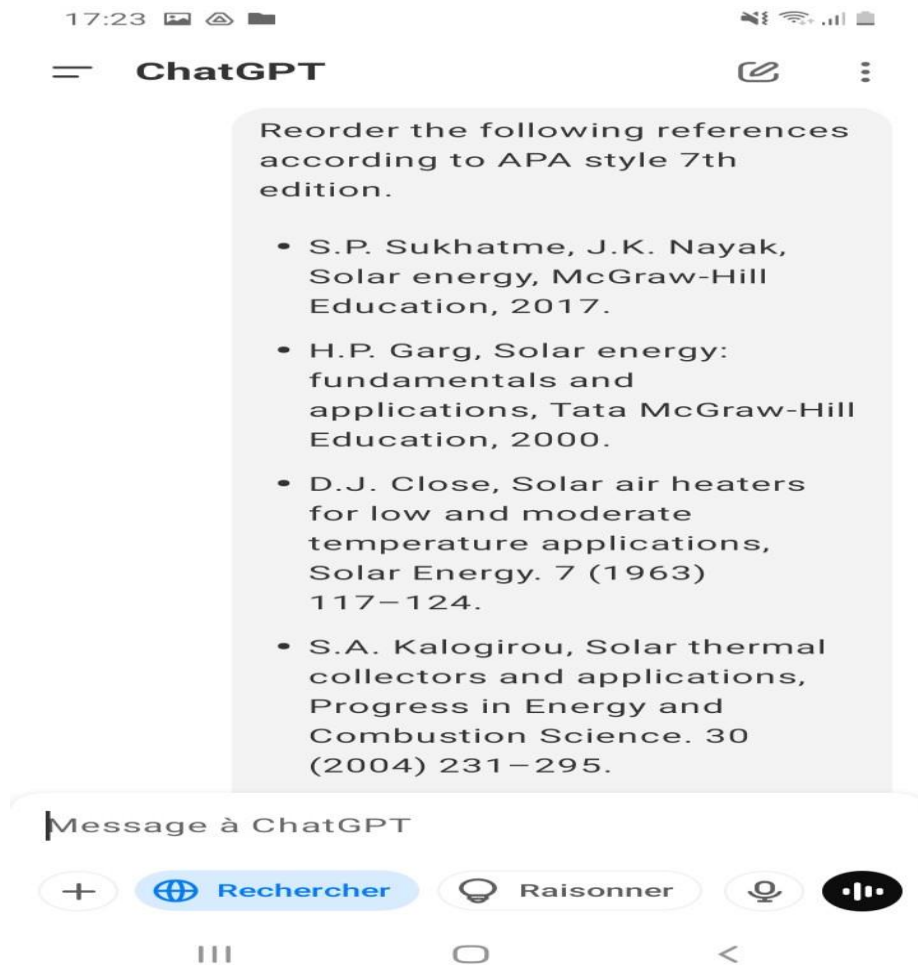 17:23
ChatGPT
Reorder the following references
according to APA style 7th
edition.
• S.P. Sukhatme, J.K. Nayak,
Solar energy, McGraw-Hill
Education, 2017.
• H.P. Garg, Solar energy:
fundamentals and
applications, Tata McGraw-Hill
Education, 2000.
• D.J. Close, Solar air heaters
for low and moderate
temperature applications,
Solar Energy. 7 (1963)
117–124.
• S.A. Kalogirou, Solar thermal
collectors and applications,
Progress in Energy and
Combustion Science. 30
(2004) 231–295.
Message à ChatGPT
Rechercher Raisonner